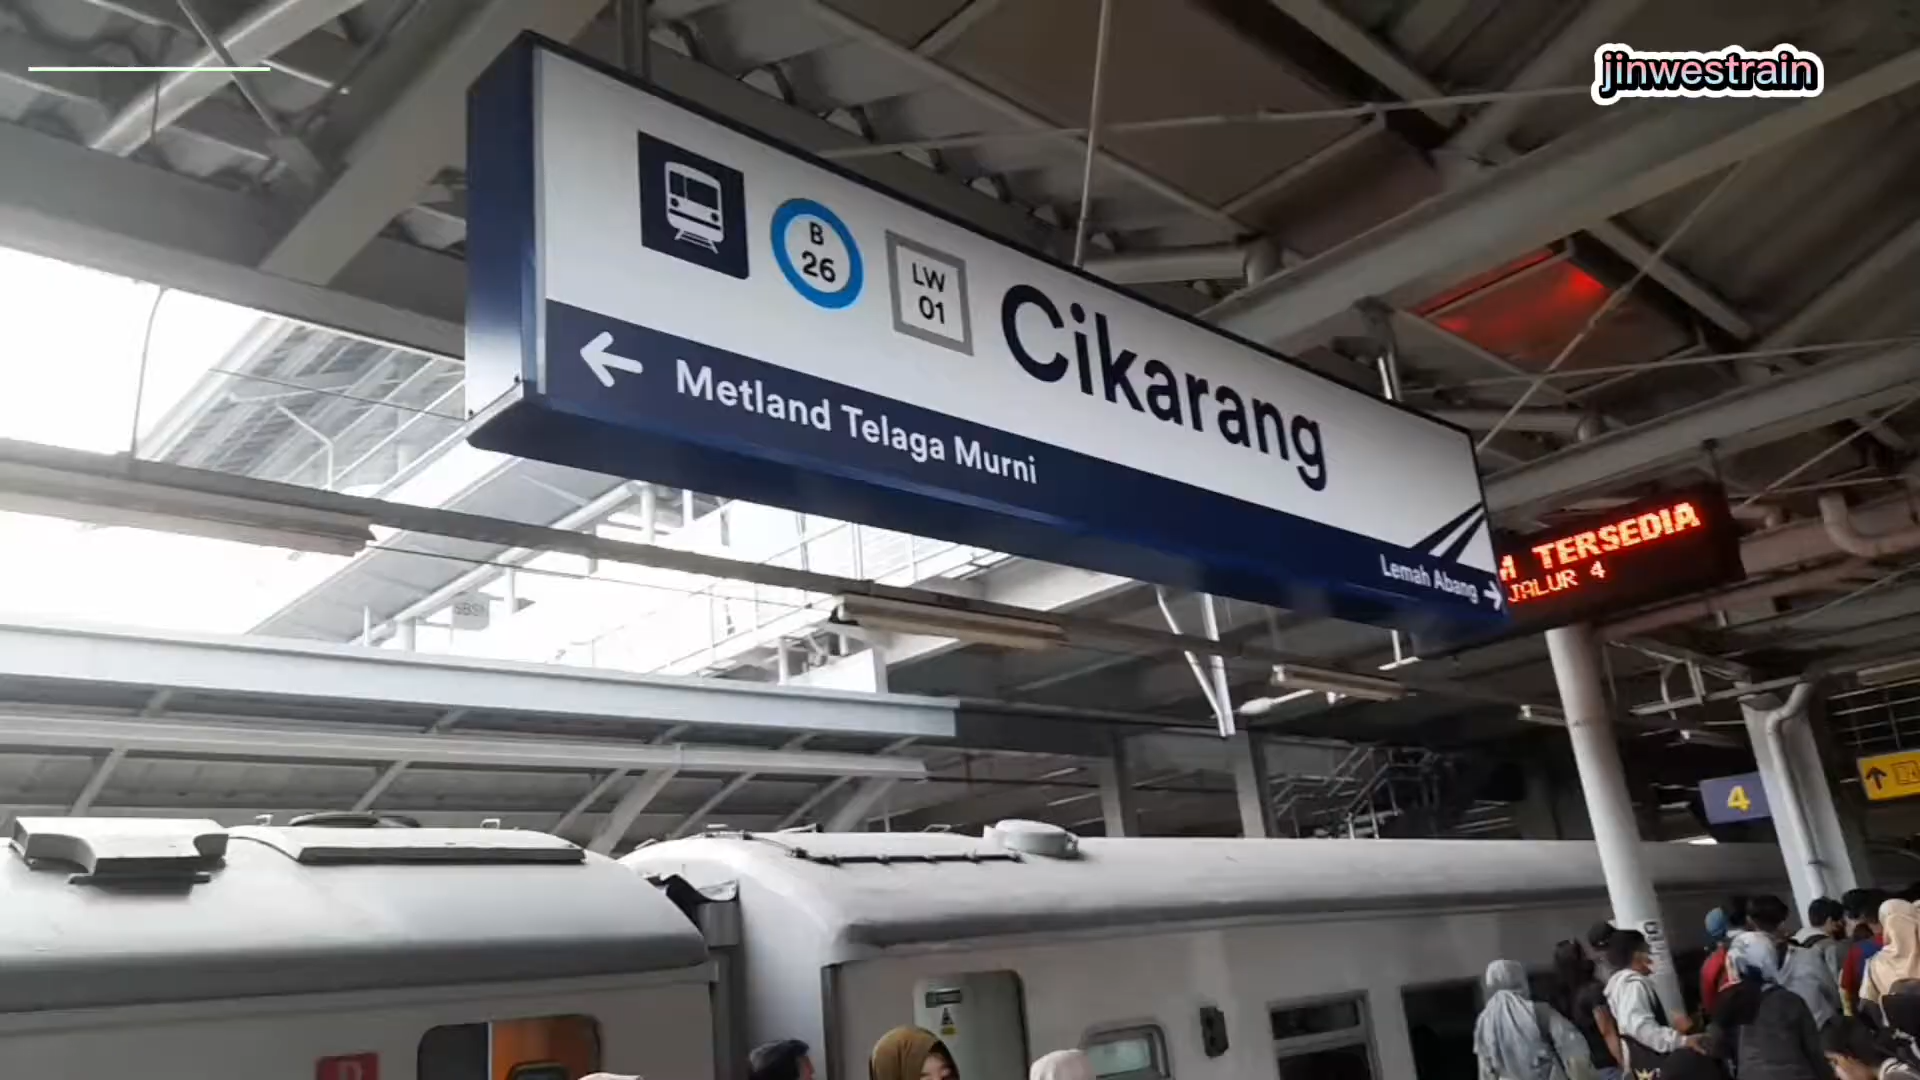 jinwestrain
B
26
LW
01
Cikarang
← Metland Telaga Murni
Lemah Abang →
TERSEDIA
JALUR 4
4